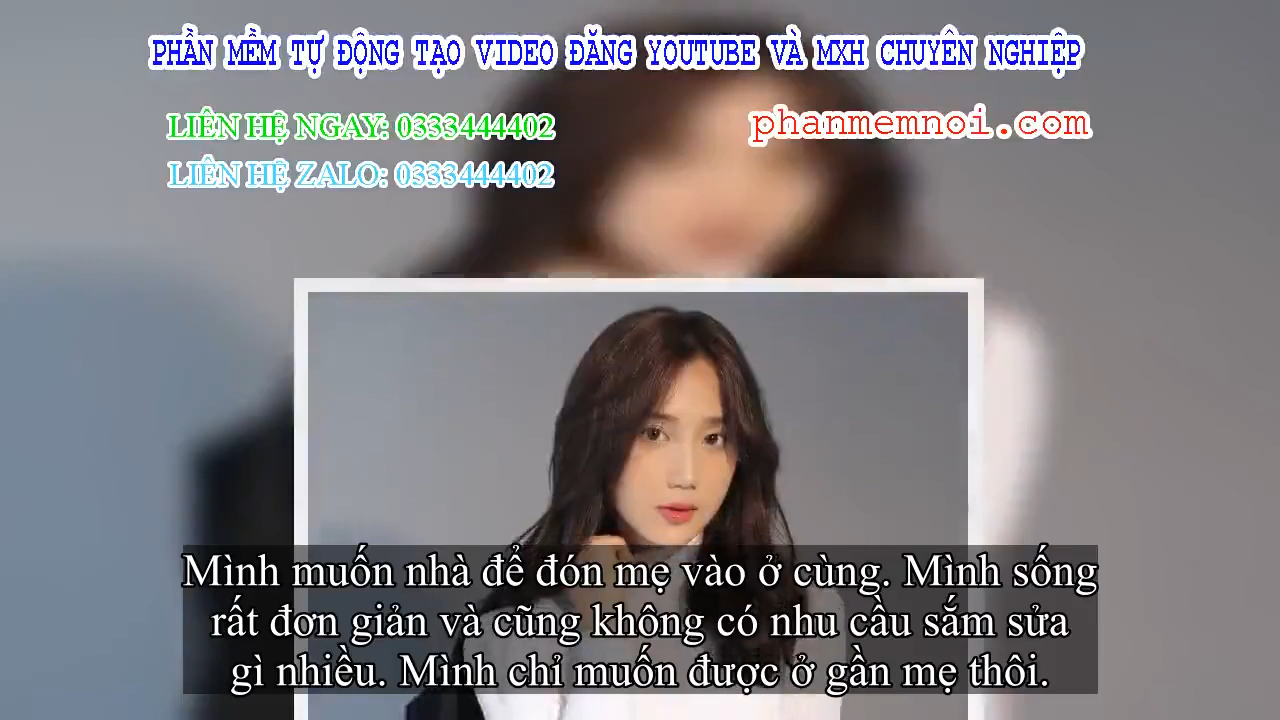 PHẦN MỀM TỰ ĐỘNG TẠO VIDEO ĐĂNG YOUTUBE VÀ MXH CHUYÊN NGHIỆP
LIÊN HỆ NGAY: 0333444402
phanmemnoi.com
LIÊN HỆ ZALO: 0333444402
Mình muốn nhà để đón mẹ vào ở cùng. Mình sống
rất đơn giản và cũng không có nhu cầu sắm sửa
gì nhiều. Mình chỉ muốn được ở gần mẹ thôi.